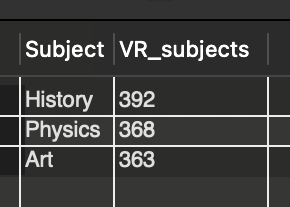 Subject VR_subjects
History 392
Physics 368
Art 363